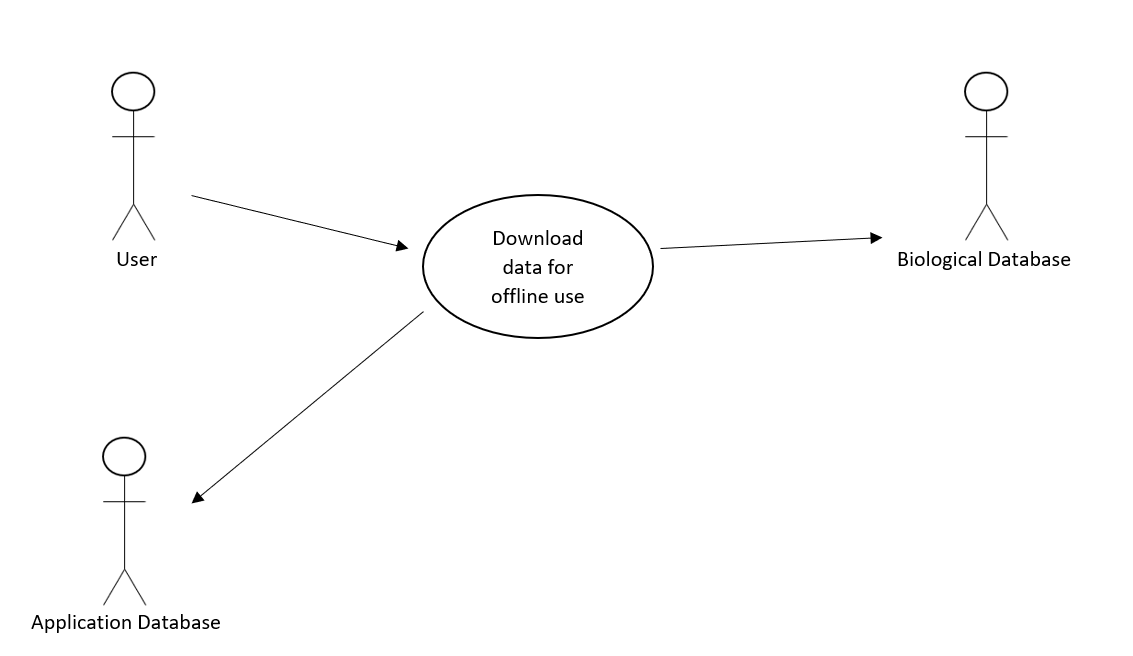 User
Download
data for
offline use
Biological Database
Application Database